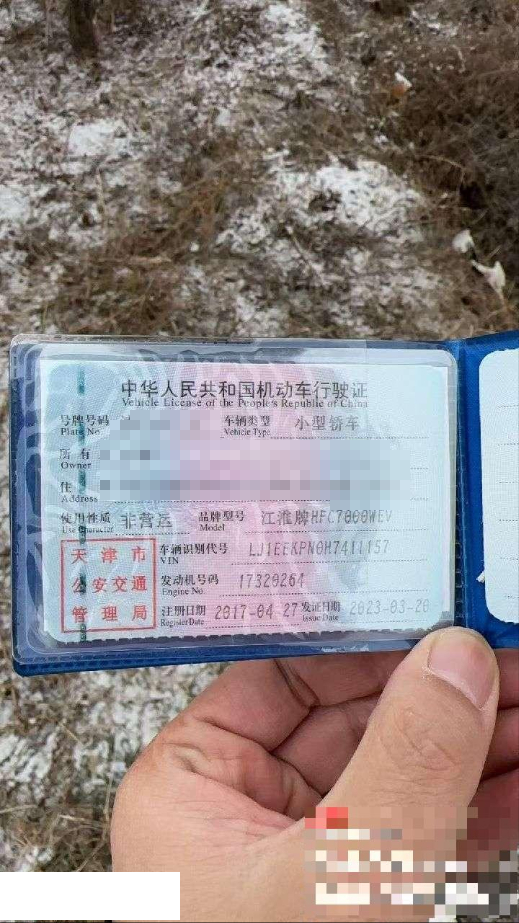 中华人民共和国机动车行驶证
Vehicle License of the People's Republic of China
号牌号码 车辆类型 小型轿车
Plate No. Vehicle Type
所 有
Owner
住
Address
使用性质 非营运 品牌型号 江淮牌HFC7000WEV
Use Character Model
天津市
公安交通
管理局
车辆识别代号 LJ1EEKPN0H7411157
VIN
发动机号码 17320264
Engine No.
注册日期 2017-04 27 发证日期 2023-03-20
Register Date Issue Date